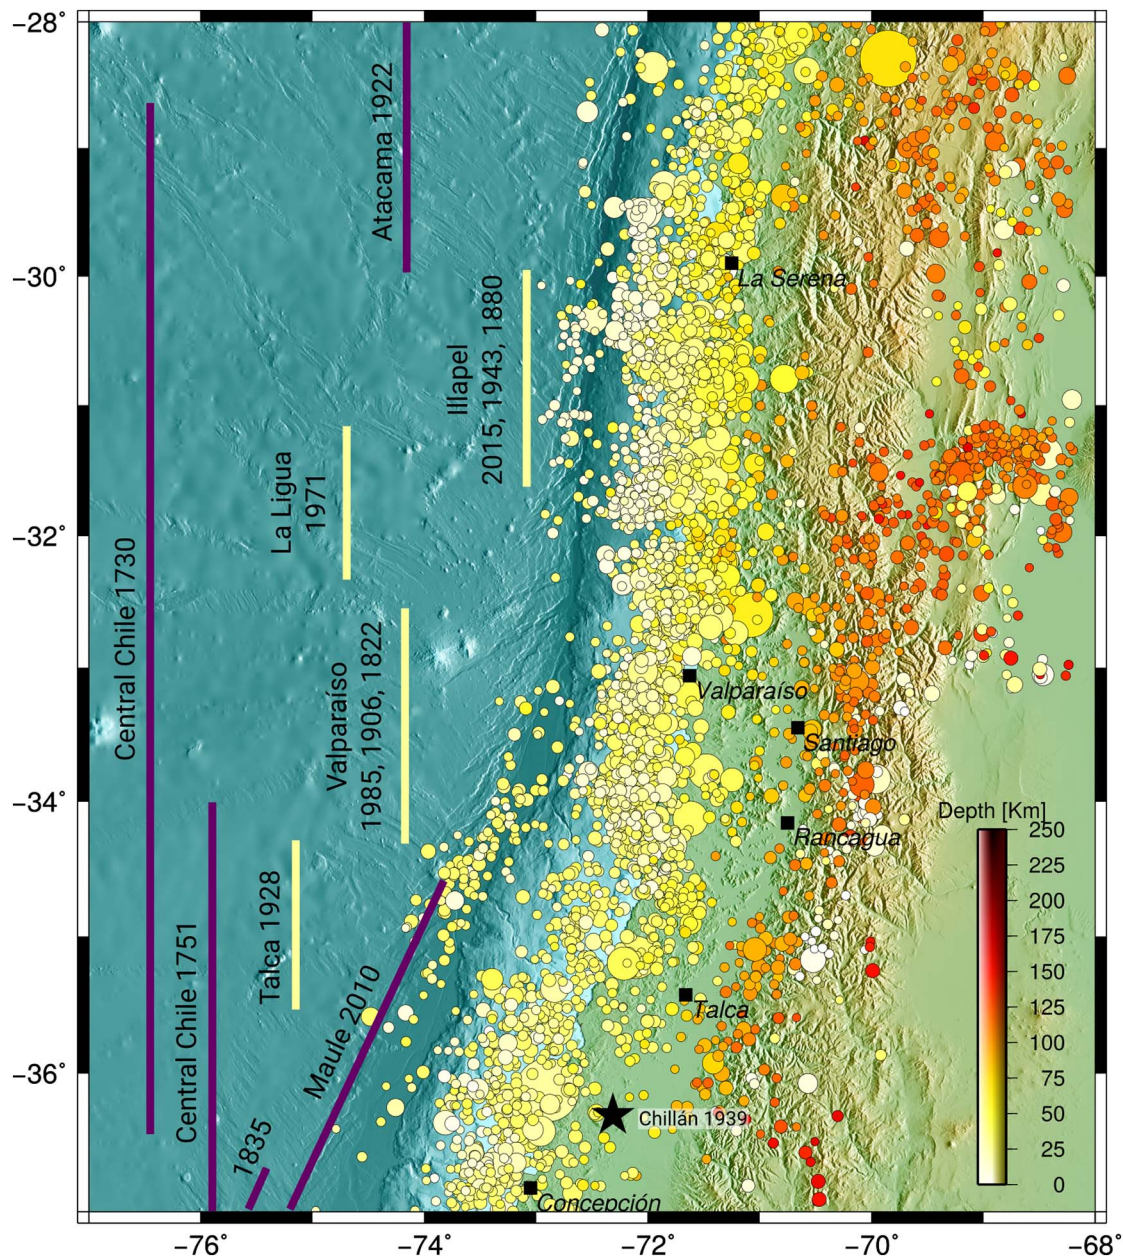 −28°
−30°
−32°
−34°
−36°
−76°
−74°
−72°
−70°
−68°
Atacama 1922
Central Chile 1730
Illapel
2015, 1943, 1880
La Ligua
1971
Valparaíso
1985, 1906, 1822
Talca 1928
Central Chile 1751
1835
Maule 2010
La Serena
Valparaíso
Santiago
Rancagua
Talca
Chillán 1939
Concepción
Depth [Km]
250
225
200
175
150
125
100
75
50
25
0